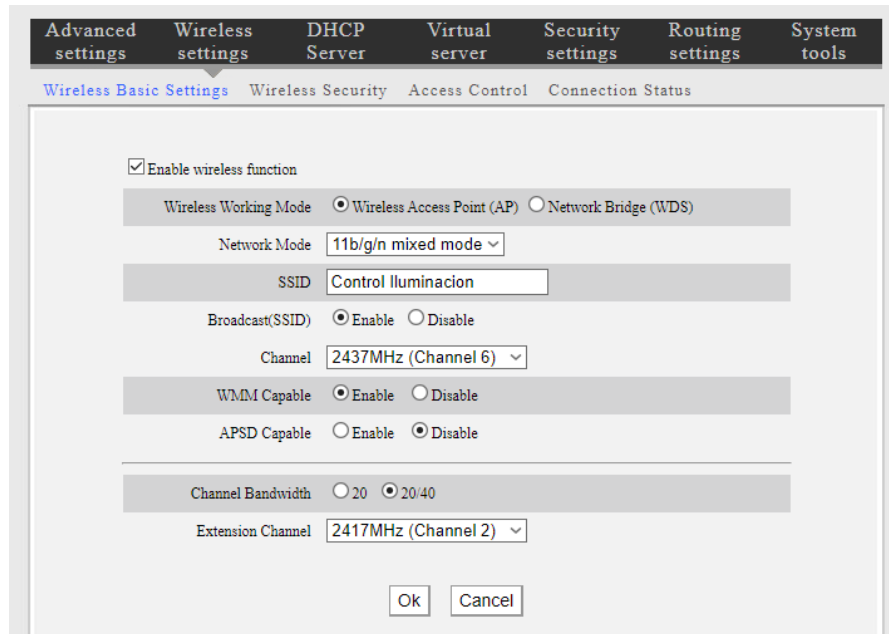 Advanced settings Wireless settings DHCP Server Virtual server Security settings Routing settings System tools
Wireless Basic Settings Wireless Security Access Control Connection Status
Enable wireless function
Wireless Working Mode Wireless Access Point (AP) Network Bridge (WDS)
Network Mode 11b/g/n mixed mode
SSID Control Iluminacion
Broadcast(SSID) Enable Disable
Channel 2437MHz (Channel 6)
WMM Capable Enable Disable
APSD Capable Enable Disable
Channel Bandwidth 20 20/40
Extension Channel 2417MHz (Channel 2)
Ok Cancel